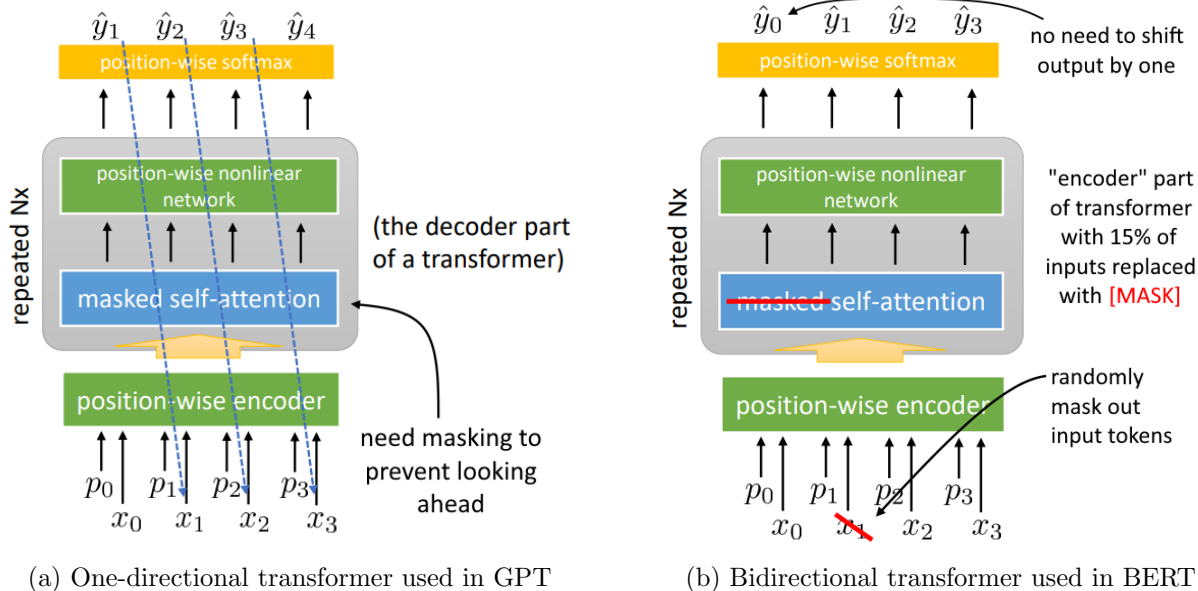 ŷ₁ ŷ₂ ŷ₃ ŷ₄
position-wise softmax
position-wise nonlinear
network
repeated Nx
masked self-attention
(the decoder part
of a transformer)
position-wise encoder
need masking to
prevent looking
ahead
p₀ p₁ p₂ p₃
x₀ x₁ x₂ x₃
(a) One-directional transformer used in GPT
ŷ₀ ŷ₁ ŷ₂ ŷ₃
no need to shift
output by one
position-wise softmax
position-wise nonlinear
network
repeated Nx
masked self-attention
"encoder" part
of transformer
with 15% of
inputs replaced
with [MASK]
position-wise encoder
randomly
mask out
input tokens
p₀ p₁ p₂ p₃
x₀ x₁ x₂ x₃
(b) Bidirectional transformer used in BERT